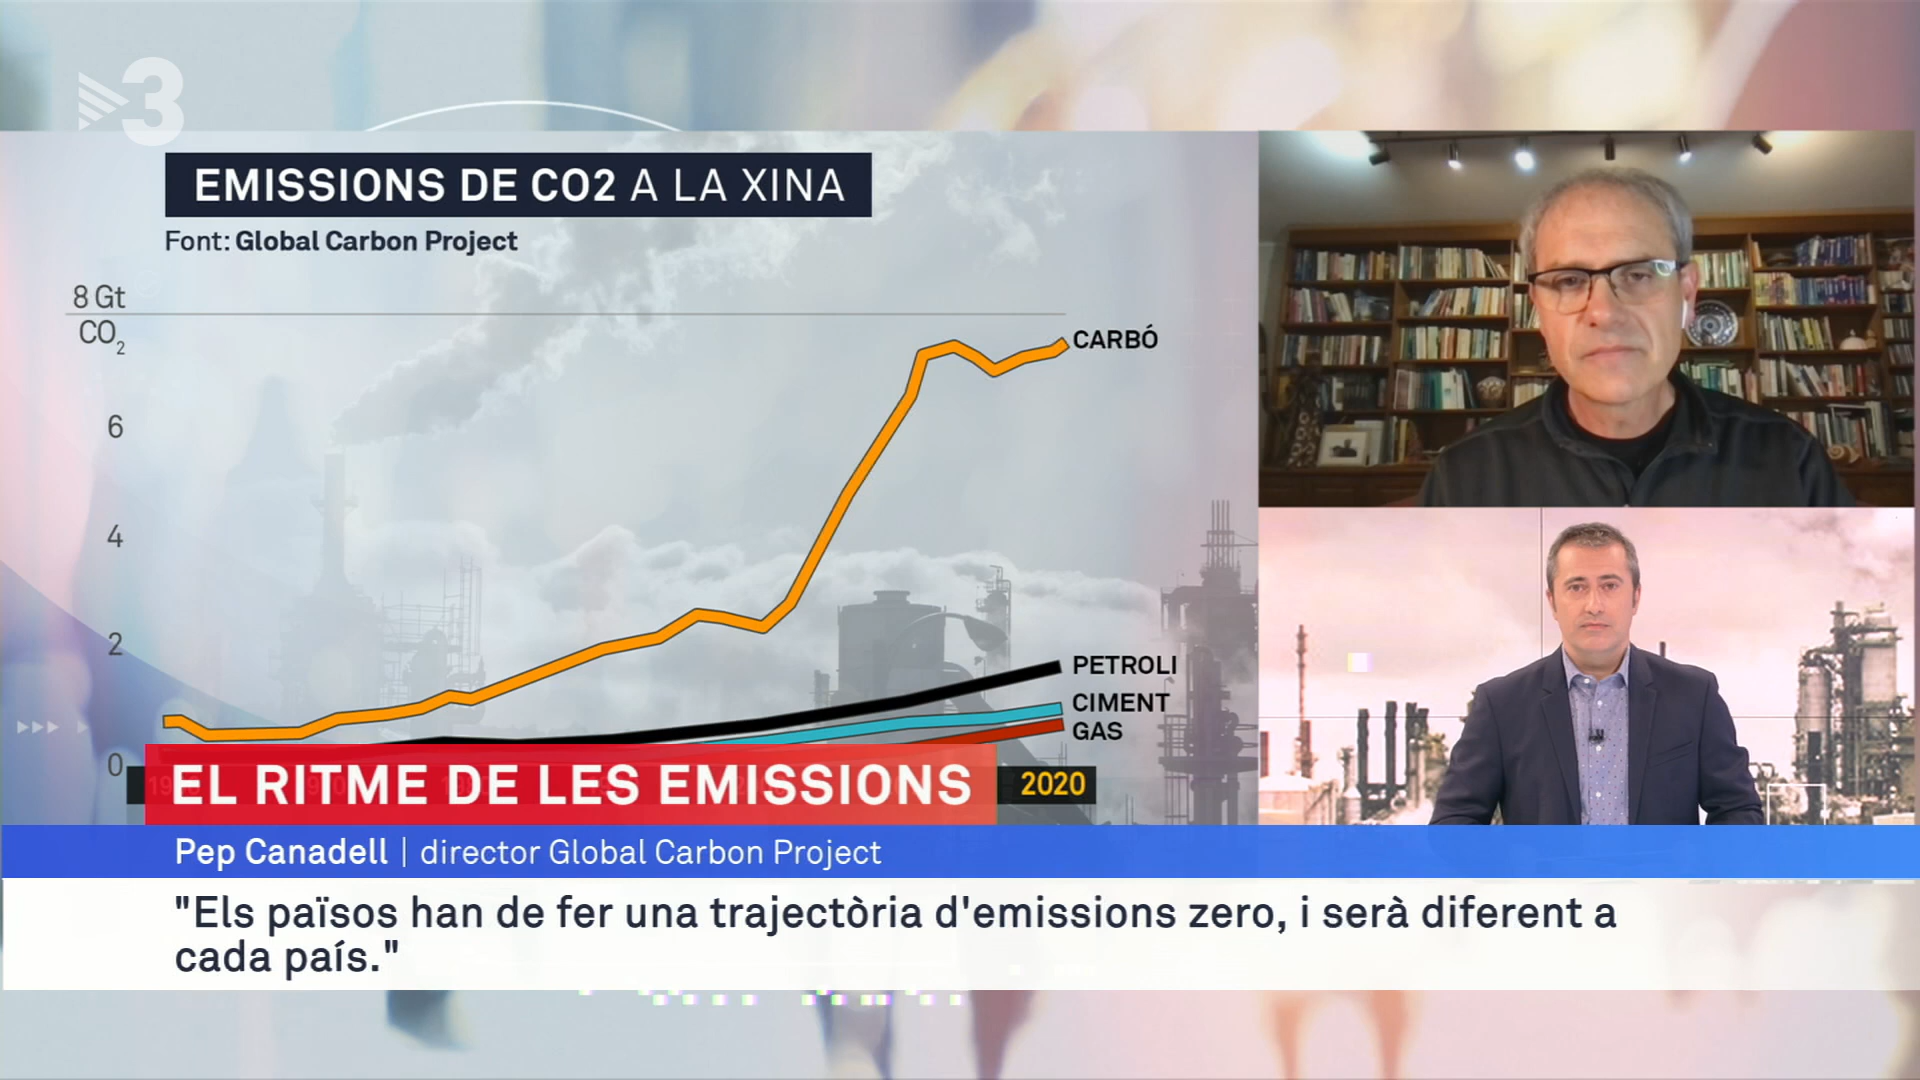 3
EMISSIONS DE CO2 A LA XINA
Font: Global Carbon Project
8 Gt
CO2
6
4
2
0
CARBÓ
PETROLI
CIMENT
GAS
2020
EL RITME DE LES EMISSIONS
Pep Canadell | director Global Carbon Project
"Els països han de fer una trajectòria d'emissions zero, i serà diferent a
cada país."